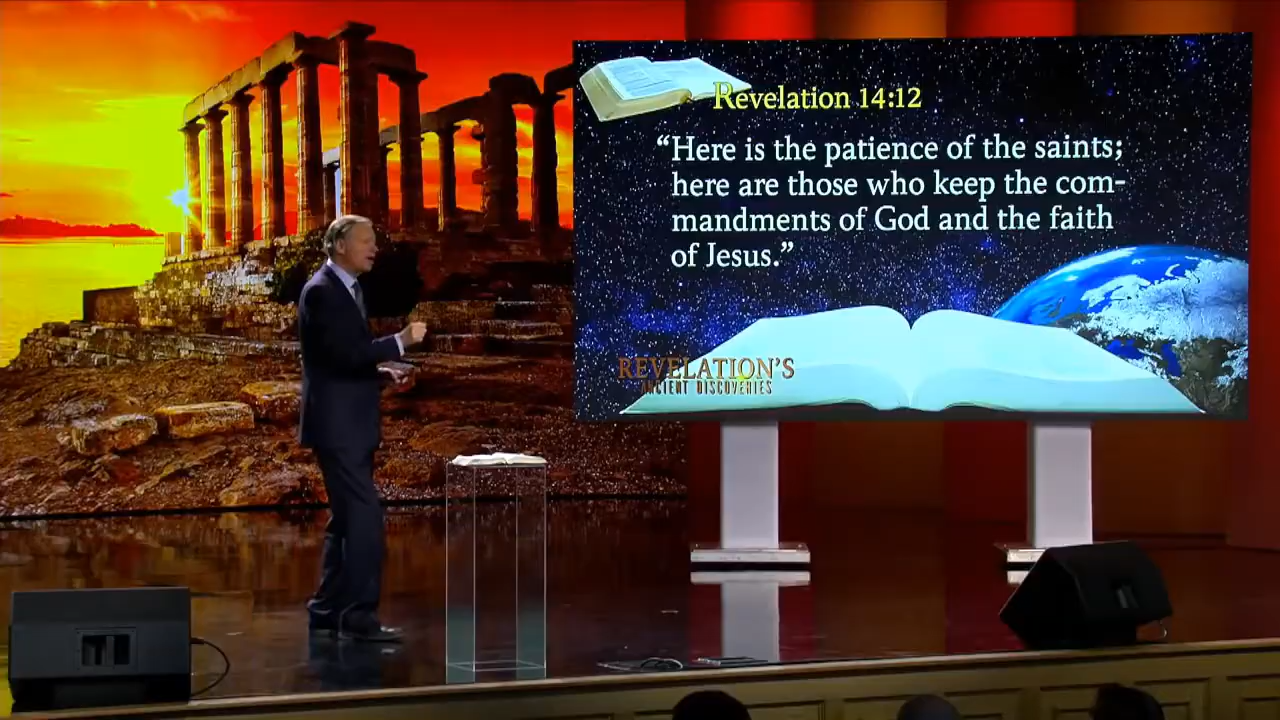 Revelation 14:12
“Here is the patience of the saints;
here are those who keep the com-
mandments of God and the faith
of Jesus.”
REVELATION'S
ANCIENT DISCOVERIES